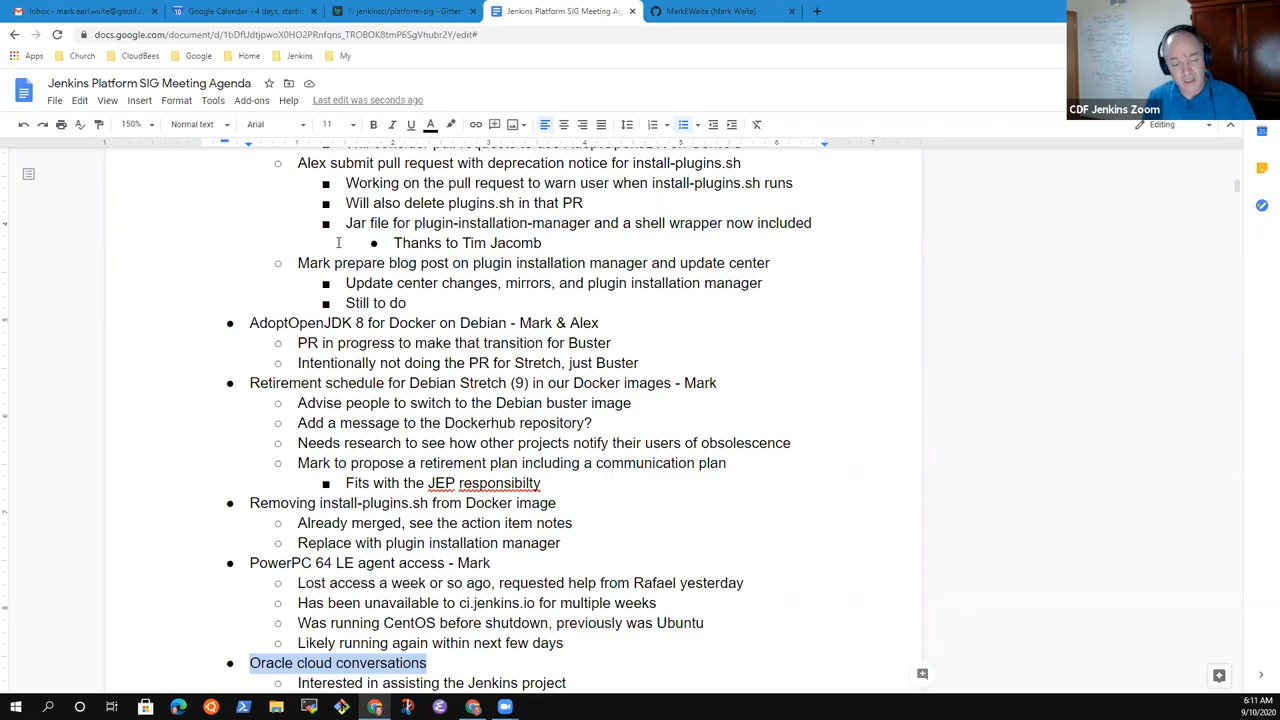 Inbox - mark.earl.waite@gmail.c
Google Calendar - 4 days, startin
jenkinsci/platform-sig - Gitter
Jenkins Platform SIG Meeting Ag
MarkEWaite (Mark Waite)
docs.google.com/document/d/1bDfUdtjpwoX0HO2PRnfqns_TROBOK8tmP6SgVhubr2Y/edit#
Apps
Church
CloudBees
Google
Home
Jenkins
My
CDF Jenkins Zoom
Jenkins Platform SIG Meeting Agenda
File Edit View Insert Format Tools Add-ons Help Last edit was seconds ago
150% Normal text Arial 11 Editing
Alex submit pull request with deprecation notice for install-plugins.sh
Working on the pull request to warn user when install-plugins.sh runs
Will also delete plugins.sh in that PR
Jar file for plugin-installation-manager and a shell wrapper now included
Thanks to Tim Jacomb
Mark prepare blog post on plugin installation manager and update center
Update center changes, mirrors, and plugin installation manager
Still to do
AdoptOpenJDK 8 for Docker on Debian - Mark & Alex
PR in progress to make that transition for Buster
Intentionally not doing the PR for Stretch, just Buster
Retirement schedule for Debian Stretch (9) in our Docker images - Mark
Advise people to switch to the Debian buster image
Add a message to the Dockerhub repository?
Needs research to see how other projects notify their users of obsolescence
Mark to propose a retirement plan including a communication plan
Fits with the JEP responsibilty
Removing install-plugins.sh from Docker image
Already merged, see the action item notes
Replace with plugin installation manager
PowerPC 64 LE agent access - Mark
Lost access a week or so ago, requested help from Rafael yesterday
Has been unavailable to ci.jenkins.io for multiple weeks
Was running CentOS before shutdown, previously was Ubuntu
Likely running again within next few days
Oracle cloud conversations
Interested in assisting the Jenkins project
6:11 AM
9/10/2020